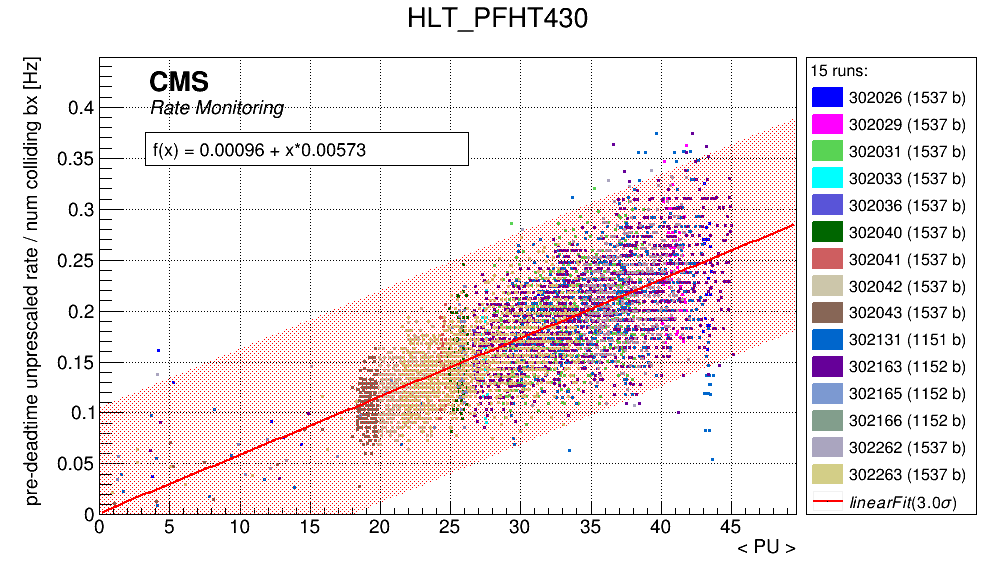 HLT_PFHT430
pre-deadtime unprescaled rate / num colliding bx [Hz]
CMS
Rate Monitoring
f(x) = 0.00096 + x*0.00573
0.4
0.35
0.3
0.25
0.2
0.15
0.1
0.05
0
0 5 10 15 20 25 30 35 40 45
< PU >
15 runs:
302026 (1537 b)
302029 (1537 b)
302031 (1537 b)
302033 (1537 b)
302036 (1537 b)
302040 (1537 b)
302041 (1537 b)
302042 (1537 b)
302043 (1537 b)
302131 (1151 b)
302163 (1152 b)
302165 (1152 b)
302166 (1152 b)
302262 (1537 b)
302263 (1537 b)
linearFit(3.0σ)